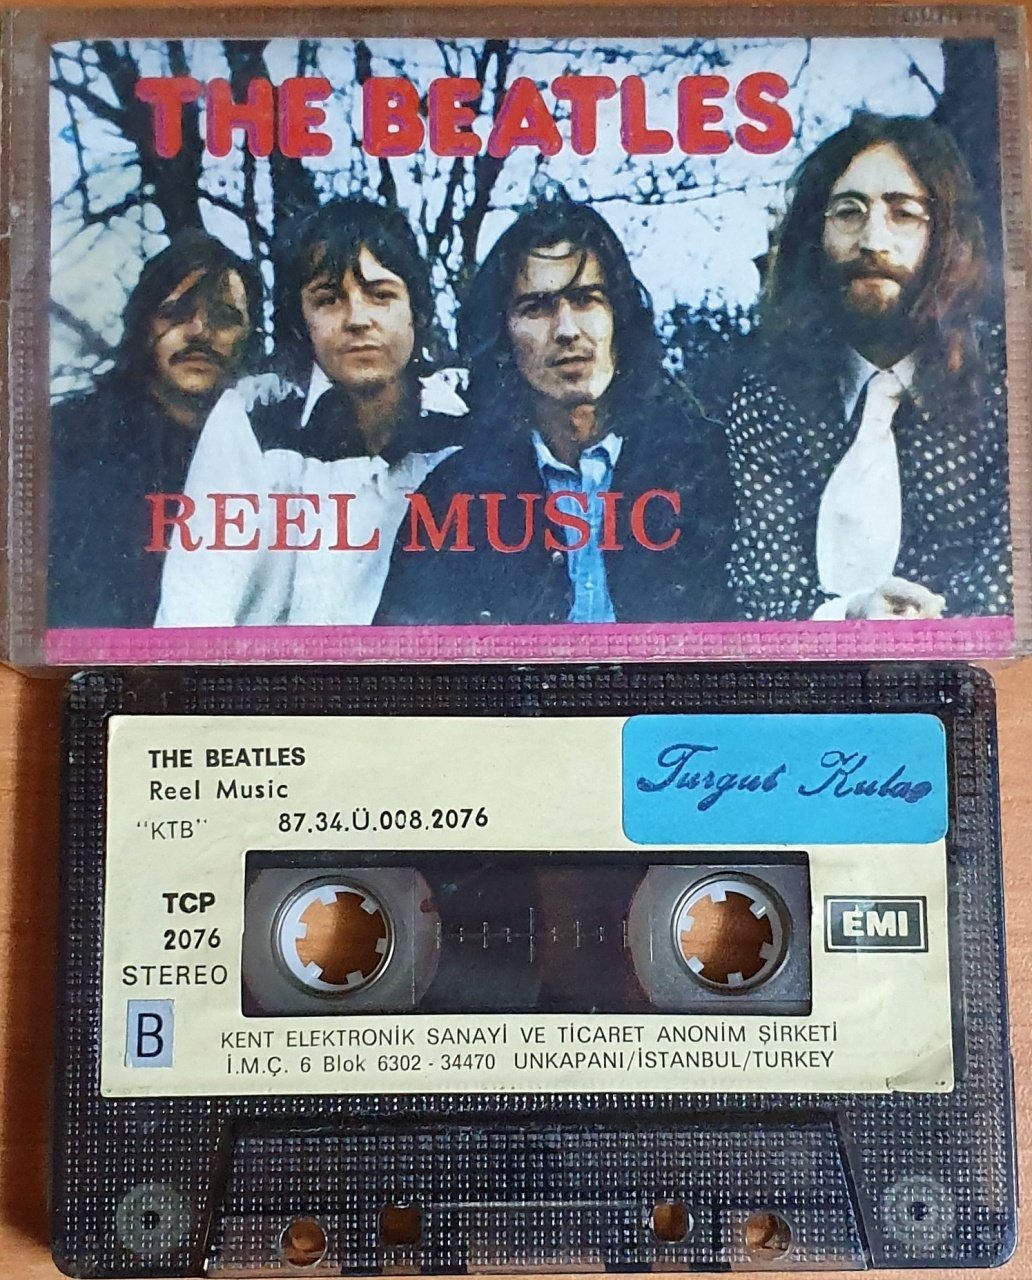 THE BEATLES
REEL MUSIC
THE BEATLES
Reel Music
"KTB" 87.34.Ü.008.2076
Turgut
TCP
2076
STEREO
EMI
B
KENT ELEKTRONİK SANAYİ VE TİCARET ANONİM ŞİRKETİ
İ.M.Ç. 6 Blok 6302 - 34470 UNKAPANI/İSTANBUL/TURKEY